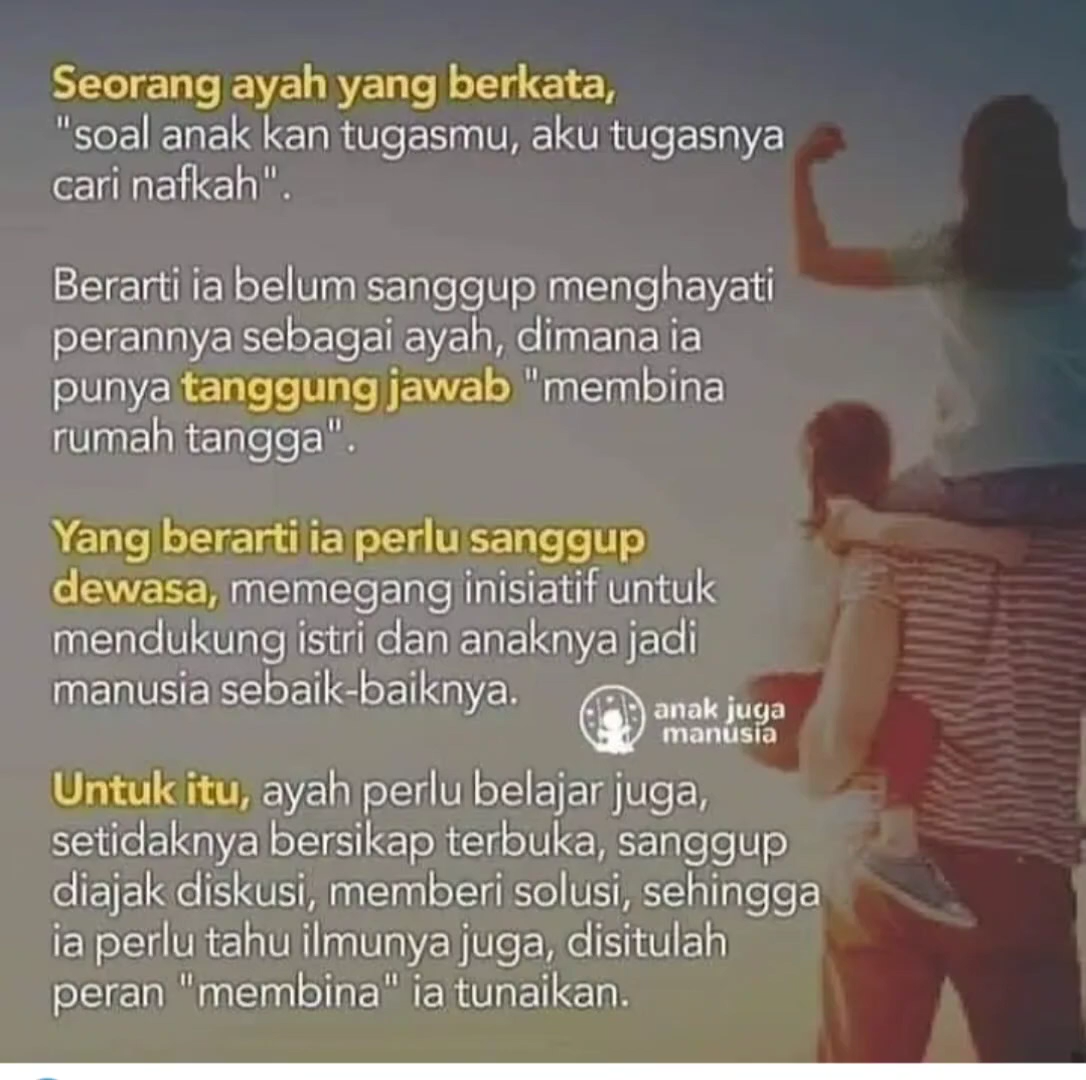 Seorang ayah yang berkata,
"soal anak kan tugasmu, aku tugasnya
cari nafkah".
Berarti ia belum sanggup menghayati
perannya sebagai ayah, dimana ia
punya tanggung jawab "membina
rumah tangga".
Yang berarti ia perlu sanggup
dewasa, memegang inisiatif untuk
mendukung istri dan anaknya jadi
manusia sebaik-baiknya.
anak juga
manusia
Untuk itu, ayah perlu belajar juga,
setidaknya bersikap terbuka, sanggup
diajak diskusi, memberi solusi, sehingga
ia perlu tahu ilmunya juga, disitulah
peran "membina" ia tunaikan.